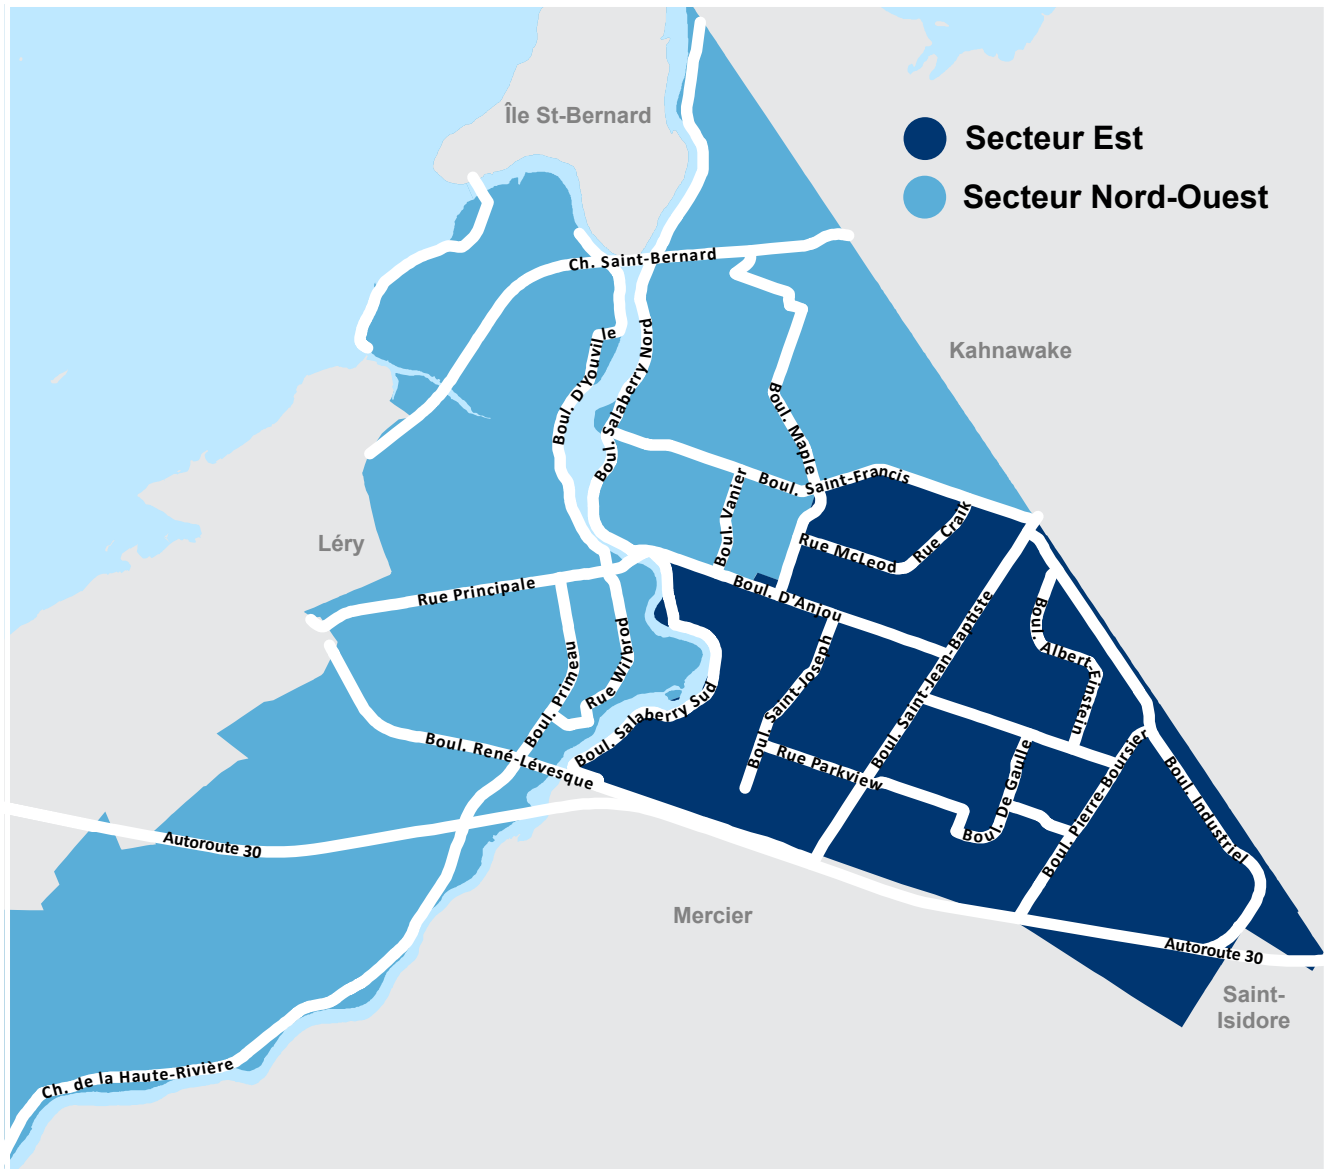 Île St-Bernard
Secteur Est
Secteur Nord-Ouest
Ch. Saint-Bernard
Kahnawake
Boul. D'Youville
Boul. Salaberry Nord
Boul. Maple
Boul. Saint-Francis
Boul. Vanier
Léry
Rue McLeod
Rue Craik
Rue Principale
Boul. D'Anjou
Boul. Primeau
Rue Wilbrod
Boul. Saint-Joseph
Boul. Saint-Jean-Baptiste
Boul. Albert-Einstein
Boul. Salaberry Sud
Boul. René-Lévesque
Rue Parkview
Boul. De Gaulle
Boul. Pierre-Boursier
Boul. Industriel
Autoroute 30
Mercier
Autoroute 30
Saint-
Isidore
Ch. de la Haute-Rivière